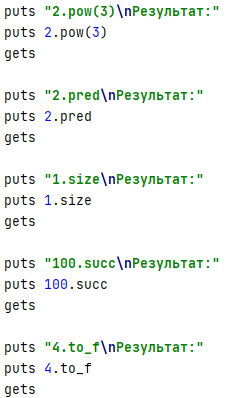 puts "2.pow(3)\nРезультат:"
puts 2.pow(3)
gets
puts "2.pred\nРезультат:"
puts 2.pred
gets
puts "1.size\nРезультат:"
puts 1.size
gets
puts "100.succ\nРезультат:"
puts 100.succ
gets
puts "4.to_f\nРезультат:"
puts 4.to_f
gets